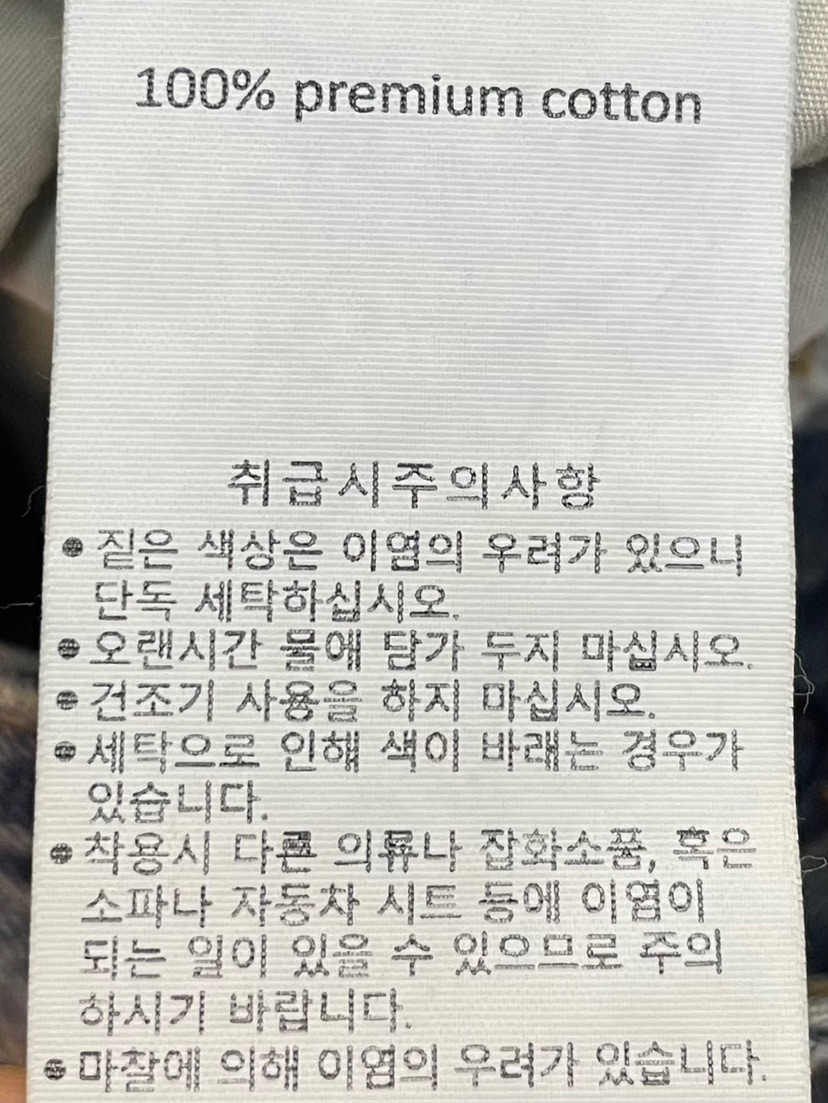 100% premium cotton
취급시주의사항
● 짙은 색상은 이염의 우려가 있으니
단독 세탁하십시오.
● 오랜시간 물에 담가 두지 마십시오.
● 건조기 사용을 하지 마십시오.
● 세탁으로 인해 색이 바래는 경우가
있습니다.
● 착용시 다른 의류나 잡화소품, 혹은
소파나 자동차 시트 등에 이염이
되는 일이 있을 수 있으므로 주의
하시기 바랍니다.
● 마찰에 의해 이염의 우려가 있습니다.